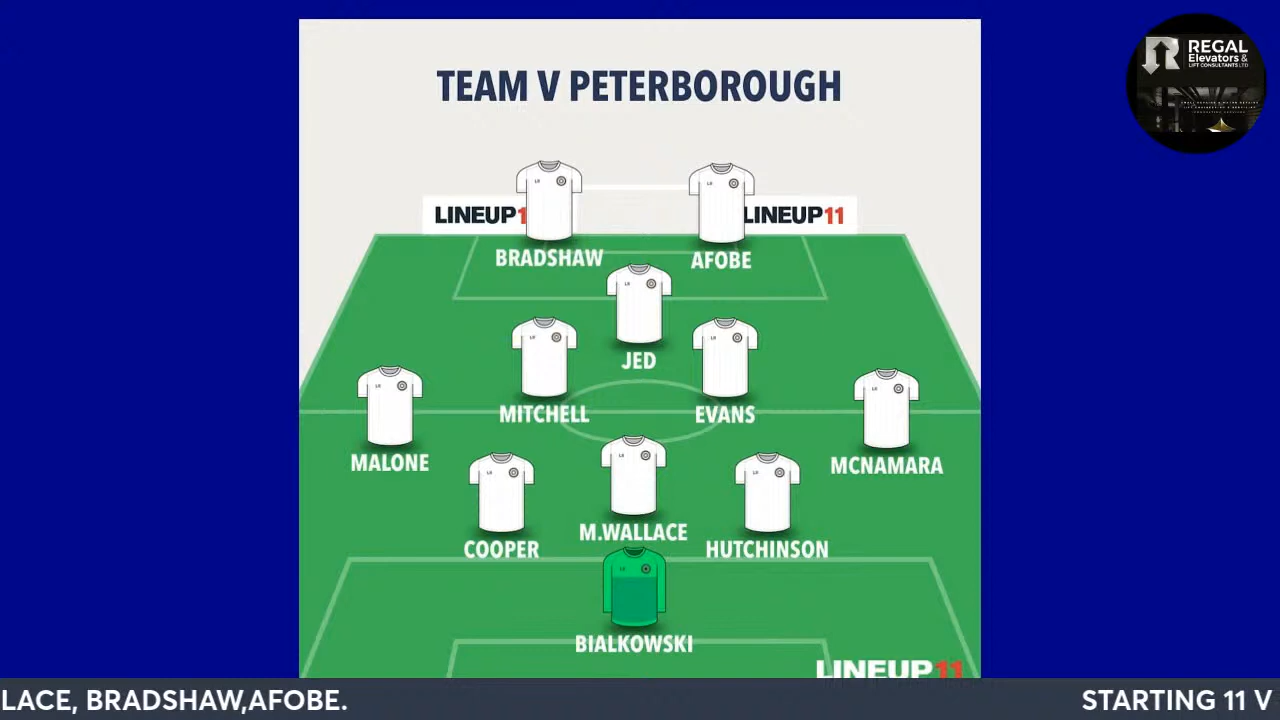 REGAL
Elevators &
LIFT CONSULTANTS LTD
TEAM V PETERBOROUGH
LINEUP1
LINEUP11
BRADSHAW
AFOBE
JED
MITCHELL
EVANS
MALONE
MCNAMARA
COOPER
M.WALLACE
HUTCHINSON
BIALKOWSKI
LINEUP11
LACE, BRADSHAW,AFOBE.
STARTING 11 V